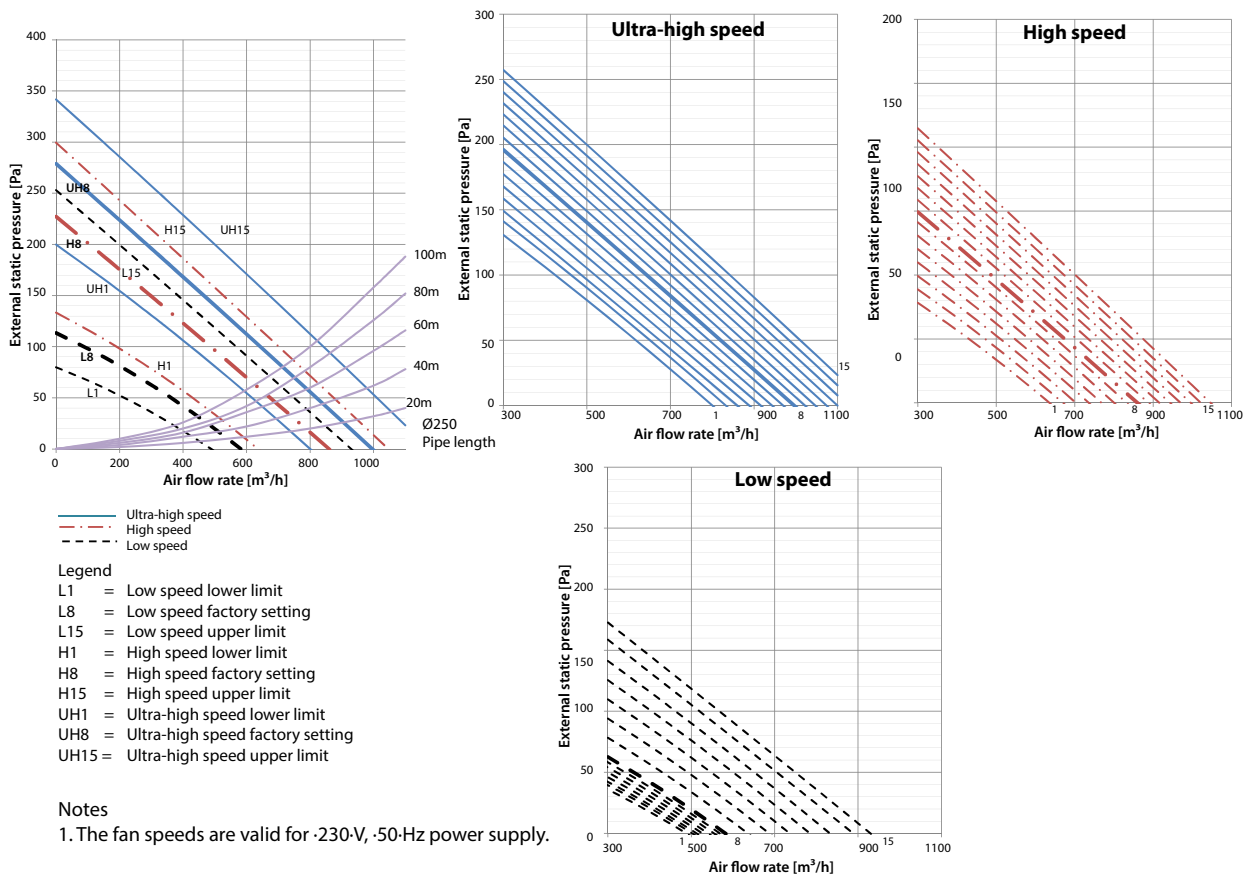 400
350
300
250
200
150
100
50
0
External static pressure [Pa]
UH8
H8
UH1
L15
H15
UH15
L8
L1
H1
100m
80m
60m
40m
20m
Ø250
Pipe length
0 200 400 600 800 1000
Air flow rate [m³/h]
Ultra-high speed
300
250
200
150
100
50
0
External static pressure [Pa]
15
300 500 700 1 900 8 1100
Air flow rate [m³/h]
High speed
200
150
100
50
0
External static pressure [Pa]
300 500 1 700 8 900 15 1100
Air flow rate [m³/h]
Ultra-high speed
High speed
Low speed
Legend
L1 = Low speed lower limit
L8 = Low speed factory setting
L15 = Low speed upper limit
H1 = High speed lower limit
H8 = High speed factory setting
H15 = High speed upper limit
UH1 = Ultra-high speed lower limit
UH8 = Ultra-high speed factory setting
UH15 = Ultra-high speed upper limit
Notes
1. The fan speeds are valid for ·230·V, ·50·Hz power supply.
Low speed
300
250
200
150
100
50
0
External static pressure [Pa]
300 1 500 8 700 900 15 1100
Air flow rate [m³/h]